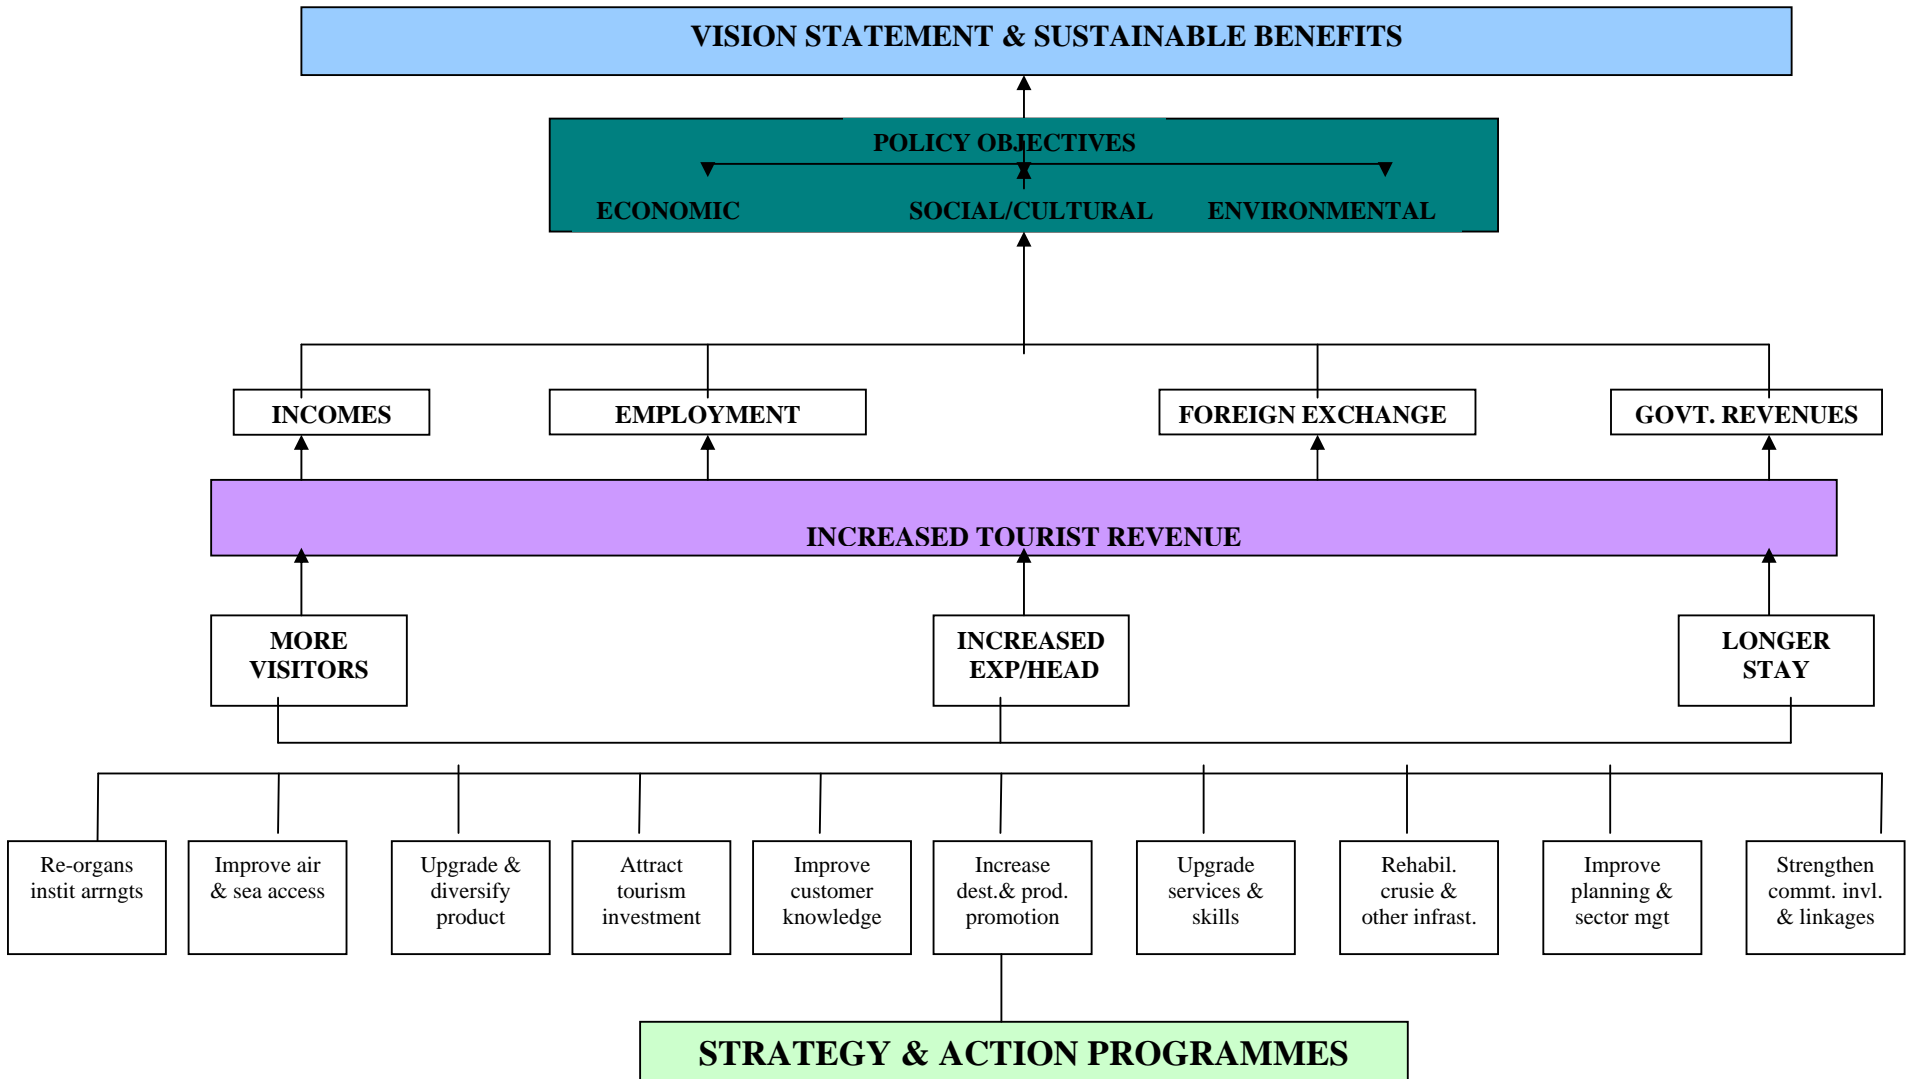 VISION STATEMENT & SUSTAINABLE BENEFITS
POLICY OBJECTIVES
ECONOMIC
SOCIAL/CULTURAL
ENVIRONMENTAL
INCOMES
EMPLOYMENT
FOREIGN EXCHANGE
GOVT. REVENUES
INCREASED TOURIST REVENUE
MORE
VISITORS
INCREASED
EXP/HEAD
LONGER
STAY
Re-organs
instit arrngts
Improve air
& sea access
Upgrade &
diversify
product
Attract
tourism
investment
Improve
customer
knowledge
Increase
dest.& prod.
promotion
Upgrade
services &
skills
Rehabil.
crusie &
other infrast.
Improve
planning &
sector mgt
Strengthen
commt. invl.
& linkages
STRATEGY & ACTION PROGRAMMES